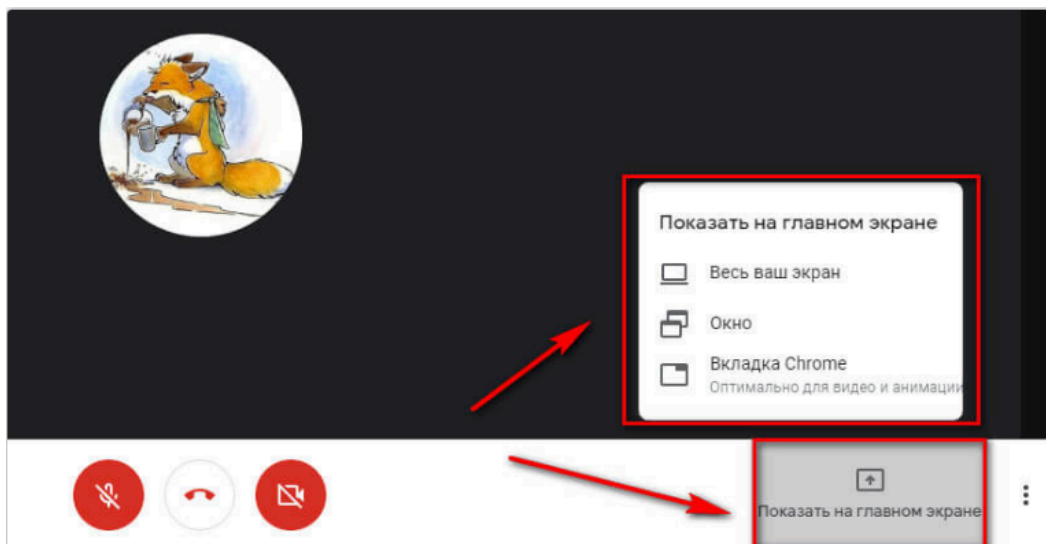 Показать на главном экране
Весь ваш экран
Окно
Вкладка Chrome
Оптимально для видео и анимации
Показать на главном экране